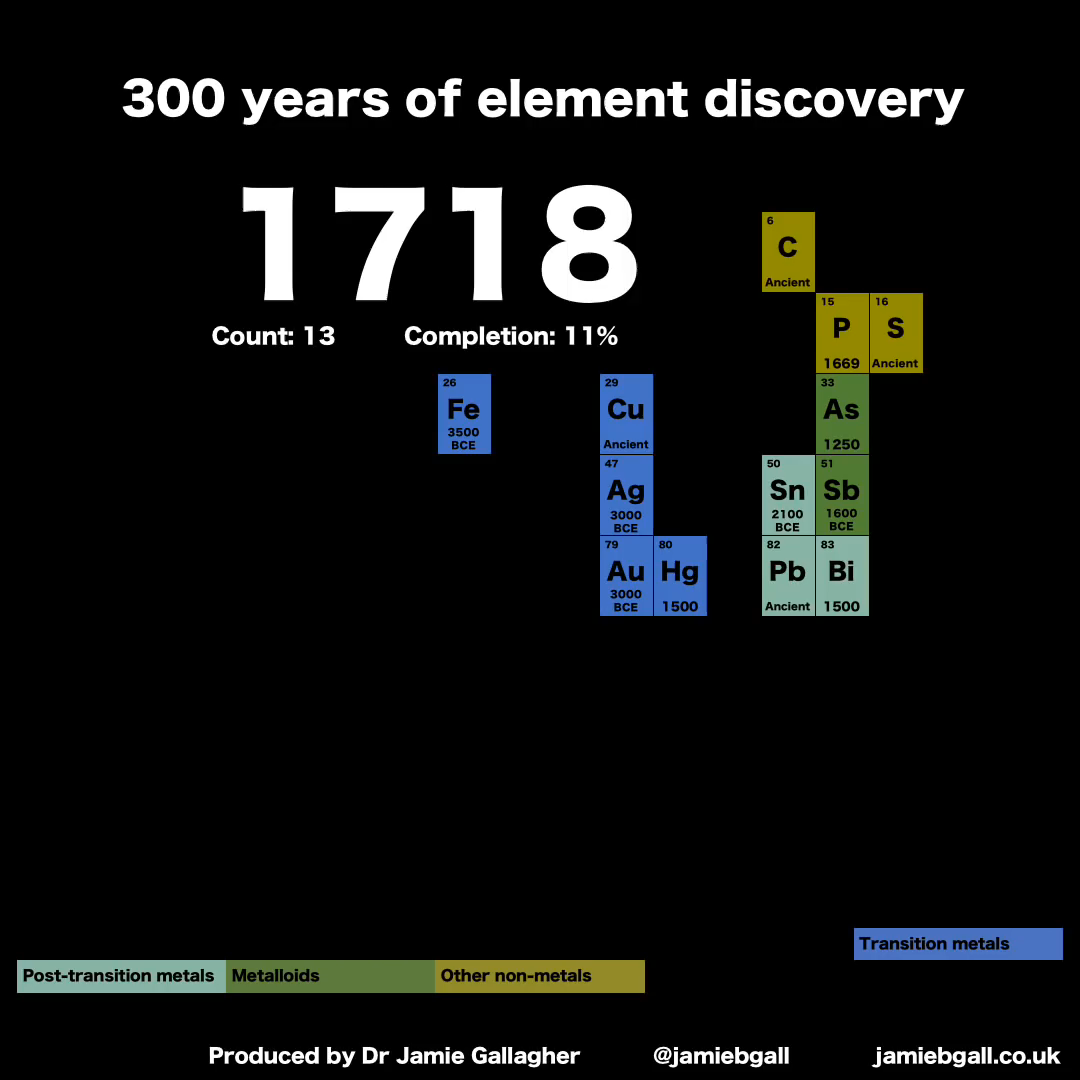 300 years of element discovery
1718
Count: 13 Completion: 11%
6
C
Ancient
15 16
P S
1669 Ancient
26 29 33
Fe Cu As
3500
BCE Ancient 1250
47 50 51
Ag Sn Sb
3000 2100 1600
BCE BCE BCE
79 80 82 83
Au Hg Pb Bi
3000
BCE 1500 Ancient 1500
Transition metals
Post-transition metals Metalloids Other non-metals
Produced by Dr Jamie Gallagher @jamiebgall jamiebgall.co.uk